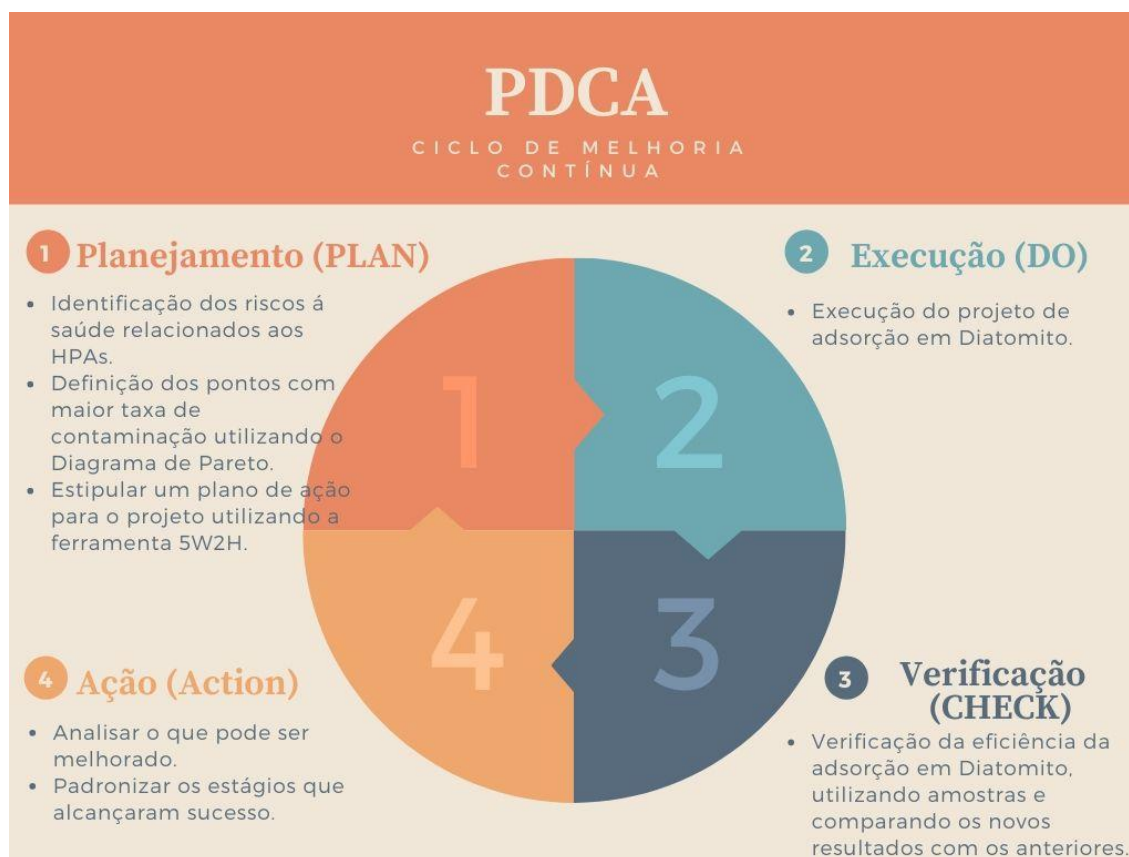 PDCA
CICLO DE MELHORIA
CONTÍNUA
1 Planejamento (PLAN)
• Identificação dos riscos á
saúde relacionados aos
HPAs.
• Definição dos pontos com
maior taxa de
contaminação utilizando o
Diagrama de Pareto.
• Estipular um plano de ação
para o projeto utilizando a
ferramenta 5W2H.
2 Execução (DO)
• Execução do projeto de
adsorção em Diatomito.
1
2
4
3
4 Ação (Action)
• Analisar o que pode ser
melhorado.
• Padronizar os estágios que
alcançaram sucesso.
3 Verificação
(CHECK)
• Verificação da eficiência da
adsorção em Diatomito,
utilizando amostras e
comparando os novos
resultados com os anteriores.